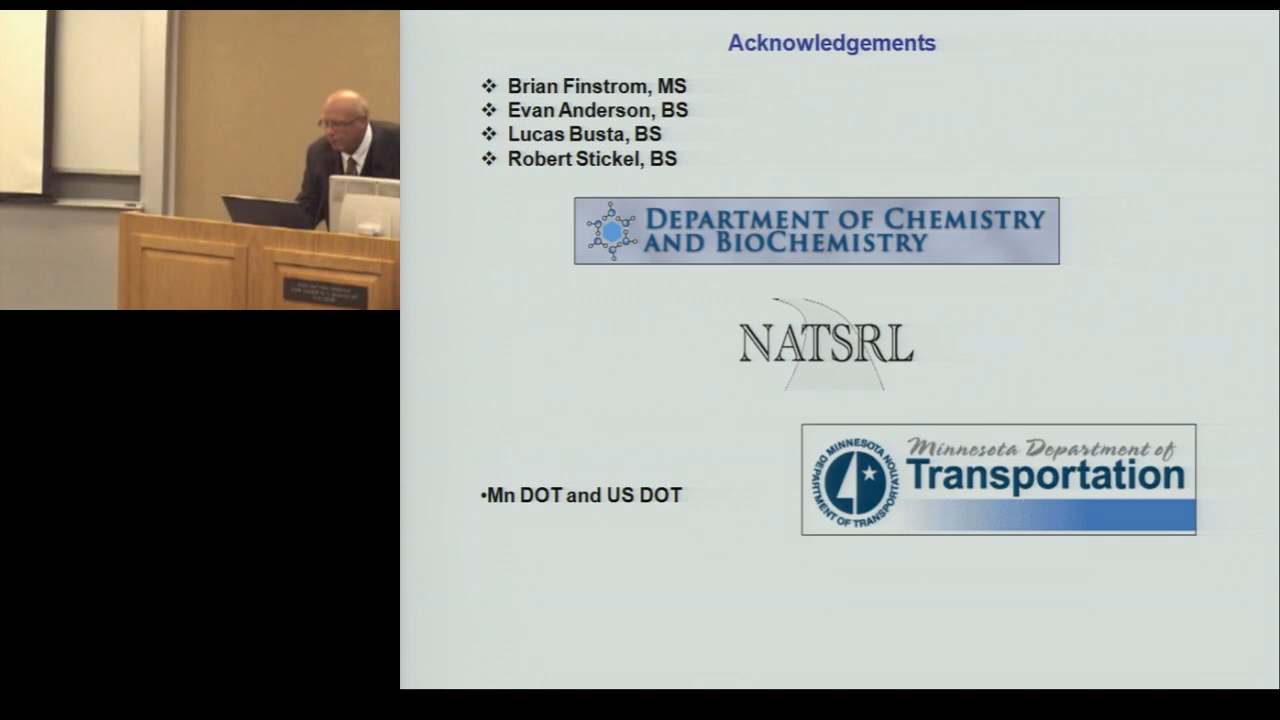 Acknowledgements
❖ Brian Finstrom, MS
❖ Evan Anderson, BS
❖ Lucas Busta, BS
❖ Robert Stickel, BS
DEPARTMENT OF CHEMISTRY
AND BIOCHEMISTRY
NATSRL
•Mn DOT and US DOT
MINNESOTA DEPARTMENT OF TRANSPORTATION
Minnesota Department of
Transportation